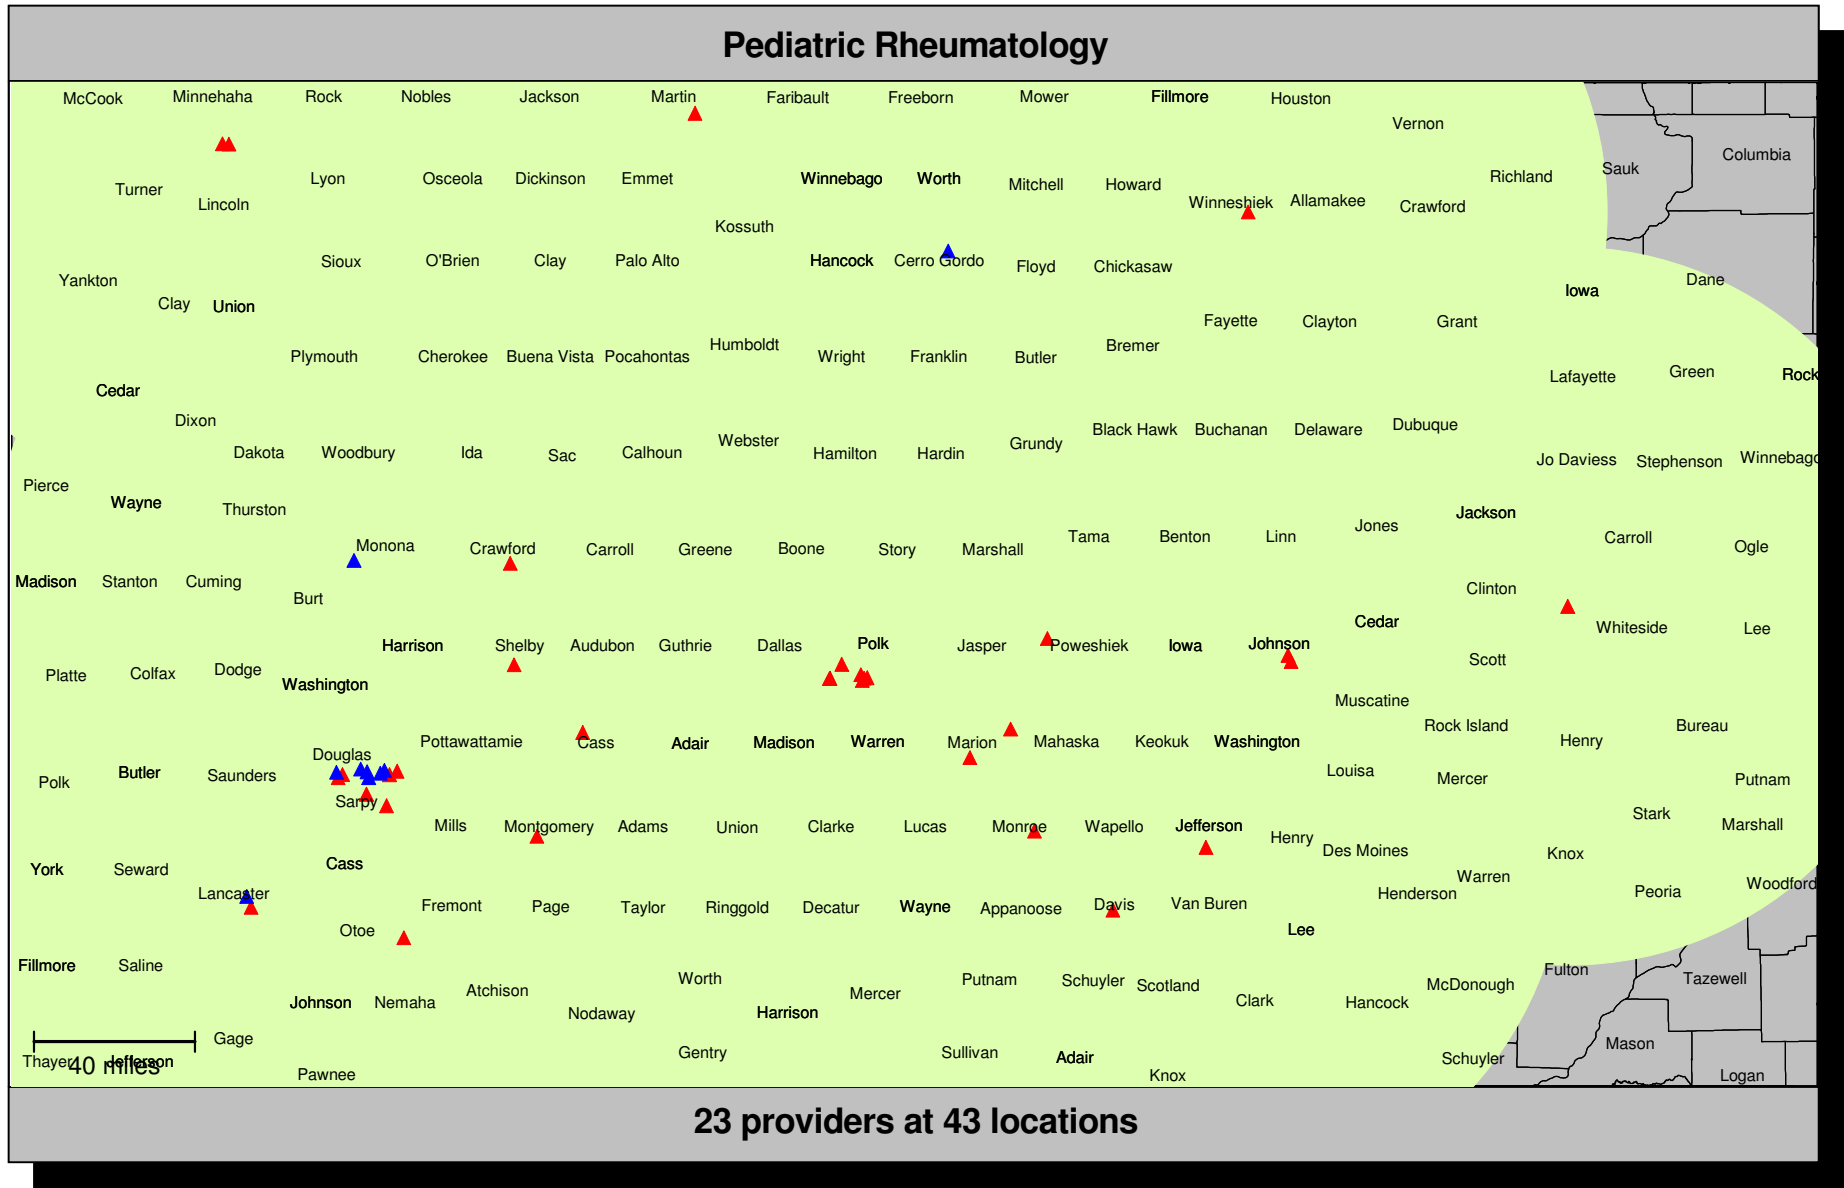 Pediatric Rheumatology
McCook Minnehaha Rock Nobles Jackson Martin Faribault Freeborn Mower Fillmore Houston
Vernon
Sauk Columbia
Turner Lyon Osceola Dickinson Emmet Winnebago Worth Mitchell Howard Richland
Lincoln Winneshiek Allamakee Crawford
Kossuth
Sioux O'Brien Clay Palo Alto Hancock Cerro Gordo Floyd Chickasaw
Yankton Iowa Dane
Clay Union
Fayette Clayton Grant
Plymouth Cherokee Buena Vista Pocahontas Humboldt Wright Franklin Butler Bremer
Cedar Lafayette Green Rock
Dixon Dubuque
Dakota Woodbury Ida Sac Calhoun Webster Hamilton Hardin Grundy Black Hawk Buchanan Delaware
Jo Daviess Stephenson Winnebago
Pierce
Wayne Thurston Jackson
Monona Crawford Carroll Greene Boone Story Marshall Tama Benton Linn Jones Carroll Ogle
Madison Stanton Cuming Clinton
Burt
Cedar Whiteside Lee
Harrison Shelby Audubon Guthrie Dallas Polk Jasper Poweshiek Iowa Johnson
Scott
Platte Colfax Dodge Washington
Muscatine
Rock Island Bureau
Douglas Pottawattamie Cass Adair Madison Warren Marion Mahaska Keokuk Washington Henry
Polk Butler Saunders Louisa Mercer Putnam
Sarpy
Mills Montgomery Adams Union Clarke Lucas Monroe Wapello Jefferson Henry Stark Marshall
Des Moines Knox
York Seward Cass Warren Woodford
Lancaster Henderson Peoria
Fremont Page Taylor Ringgold Decatur Wayne Appanoose Davis Van Buren
Otoe Lee
Fillmore Saline Fulton
Worth Putnam Schuyler Scotland McDonough Tazewell
Johnson Nemaha Atchison Mercer Clark Hancock
Nodaway Harrison
Gage Mason
Thayer Jefferson Gentry Sullivan Adair Schuyler
40 miles
Pawnee Knox Logan
23 providers at 43 locations